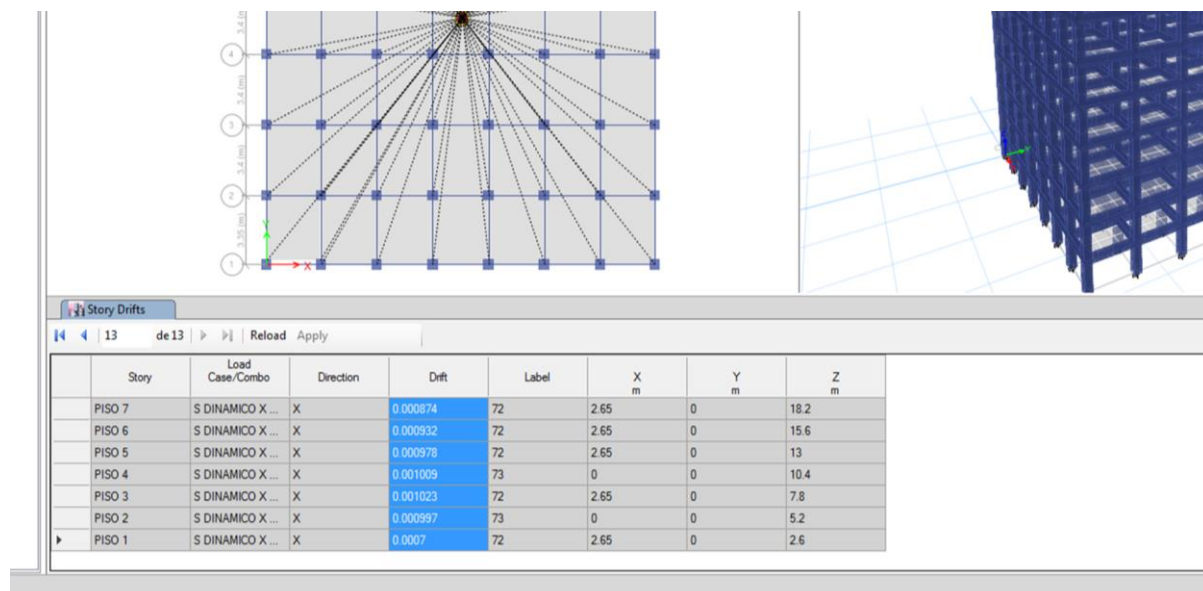 3.4 (m)
4
3.4 (m)
3
3.4 (m)
2
3.35 (m)
Y
1
X
Y
Story Drifts
13 de 13 Reload Apply
Story Load Case/Combo Direction Drift Label X m Y m Z m
PISO 7 S DINAMICO X ... X 0.000874 72 2.65 0 18.2
PISO 6 S DINAMICO X ... X 0.000932 72 2.65 0 15.6
PISO 5 S DINAMICO X ... X 0.000978 72 2.65 0 13
PISO 4 S DINAMICO X ... X 0.001009 73 0 0 10.4
PISO 3 S DINAMICO X ... X 0.001023 72 2.65 0 7.8
PISO 2 S DINAMICO X ... X 0.000997 73 0 0 5.2
PISO 1 S DINAMICO X ... X 0.0007 72 2.65 0 2.6